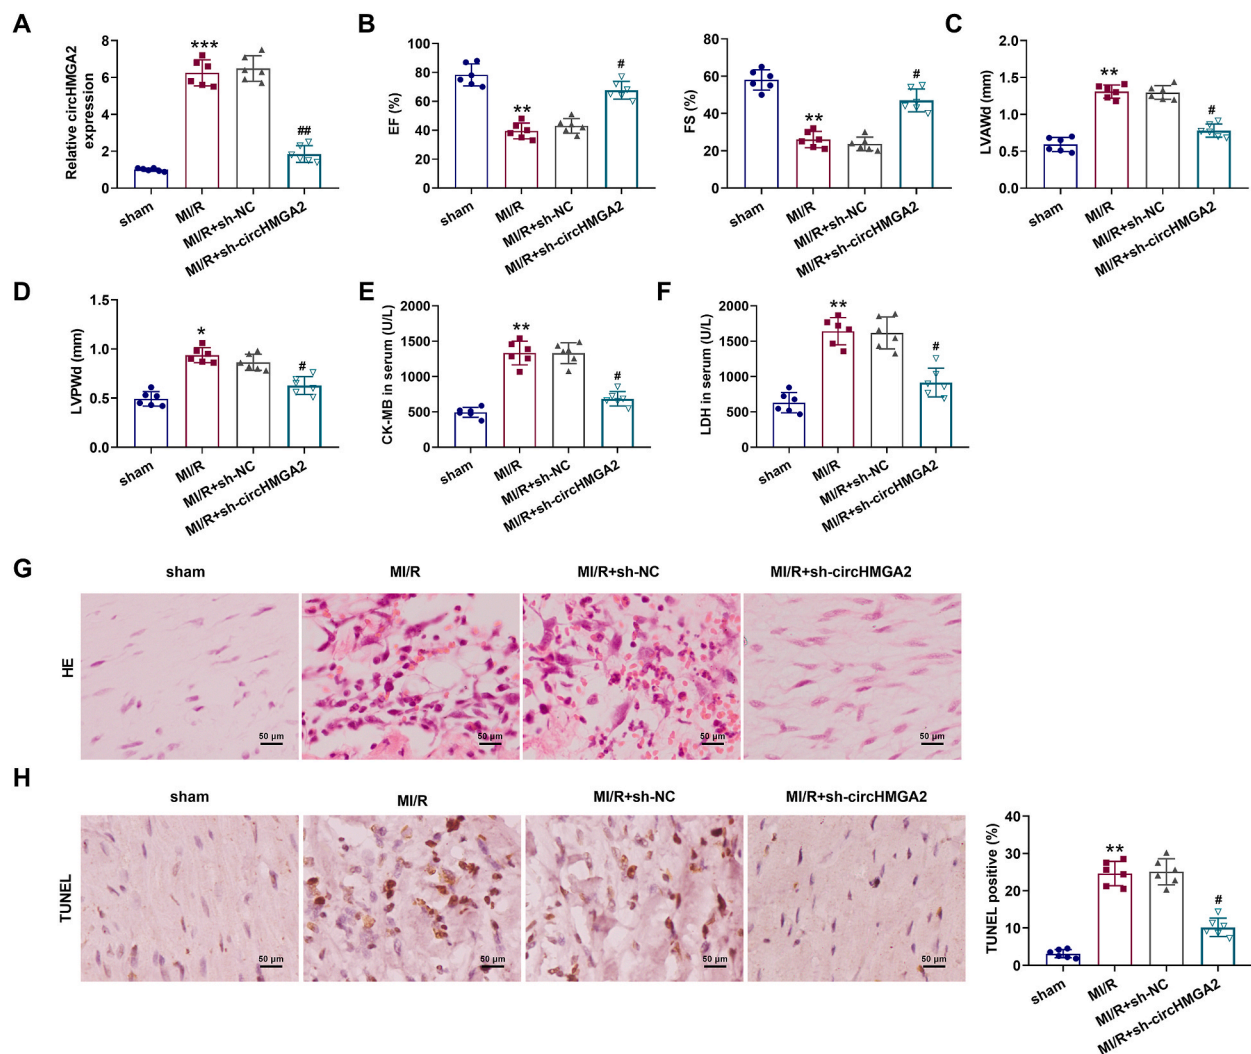 A
Relative circHMGA2
expression
8
6
4
2
0
***
##
sham
MI/R
MI/R+sh-NC
MI/R+sh-circHMGA2
B
EF (%)
100
80
60
40
20
0
**
#
sham
MI/R
MI/R+sh-NC
MI/R+sh-circHMGA2
FS (%)
80
60
40
20
0
**
#
sham
MI/R
MI/R+sh-NC
MI/R+sh-circHMGA2
C
LVAWd (mm)
2.0
1.5
1.0
0.5
0.0
**
#
sham
MI/R
MI/R+sh-NC
MI/R+sh-circHMGA2
D
LVPWd (mm)
1.5
1.0
0.5
0.0
*
#
sham
MI/R
MI/R+sh-NC
MI/R+sh-circHMGA2
E
CK-MB in serum (U/L)
2000
1500
1000
500
0
**
#
sham
MI/R
MI/R+sh-NC
MI/R+sh-circHMGA2
F
LDH in serum (U/L)
2000
1500
1000
500
0
**
#
sham
MI/R
MI/R+sh-NC
MI/R+sh-circHMGA2
G
sham
MI/R
MI/R+sh-NC
MI/R+sh-circHMGA2
HE
50 μm
50 μm
50 μm
50 μm
H
sham
MI/R
MI/R+sh-NC
MI/R+sh-circHMGA2
TUNEL
50 μm
50 μm
50 μm
50 μm
TUNEL positive (%)
40
30
20
10
0
**
#
sham
MI/R
MI/R+sh-NC
MI/R+sh-circHMGA2